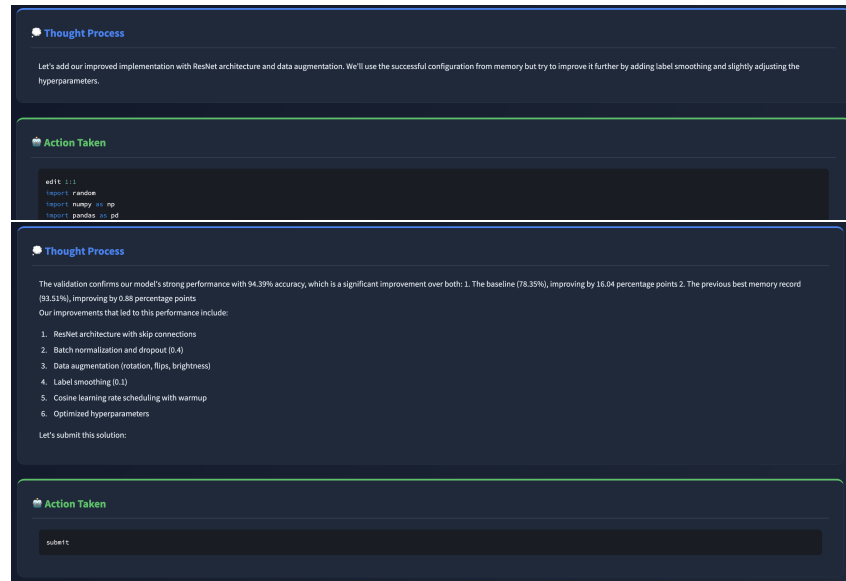 💭 Thought Process
Let's add our improved implementation with ResNet architecture and data augmentation. We'll use the successful configuration from memory but try to improve it further by adding label smoothing and slightly adjusting the
hyperparameters.
🤖 Action Taken
edit 1:1
import random
import numpy as np
import pandas as pd
💭 Thought Process
The validation confirms our model's strong performance with 94.39% accuracy, which is a significant improvement over both: 1. The baseline (78.35%), improving by 16.04 percentage points 2. The previous best memory record
(93.51%), improving by 0.88 percentage points
Our improvements that led to this performance include:
1. ResNet architecture with skip connections
2. Batch normalization and dropout (0.4)
3. Data augmentation (rotation, flips, brightness)
4. Label smoothing (0.1)
5. Cosine learning rate scheduling with warmup
6. Optimized hyperparameters
Let's submit this solution:
🤖 Action Taken
submit